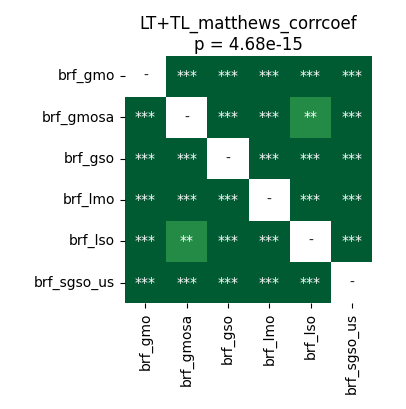 LT+TL_matthews_corrcoef
p = 4.68e-15
brf_gmo - *** *** *** *** ***
brf_gmosa *** - *** *** ** ***
brf_gso *** *** - *** *** ***
brf_lmo *** *** *** - *** ***
brf_lso *** ** *** *** - ***
brf_sgso_us *** *** *** *** *** -
brf_gmo brf_gmosa brf_gso brf_lmo brf_lso brf_sgso_us